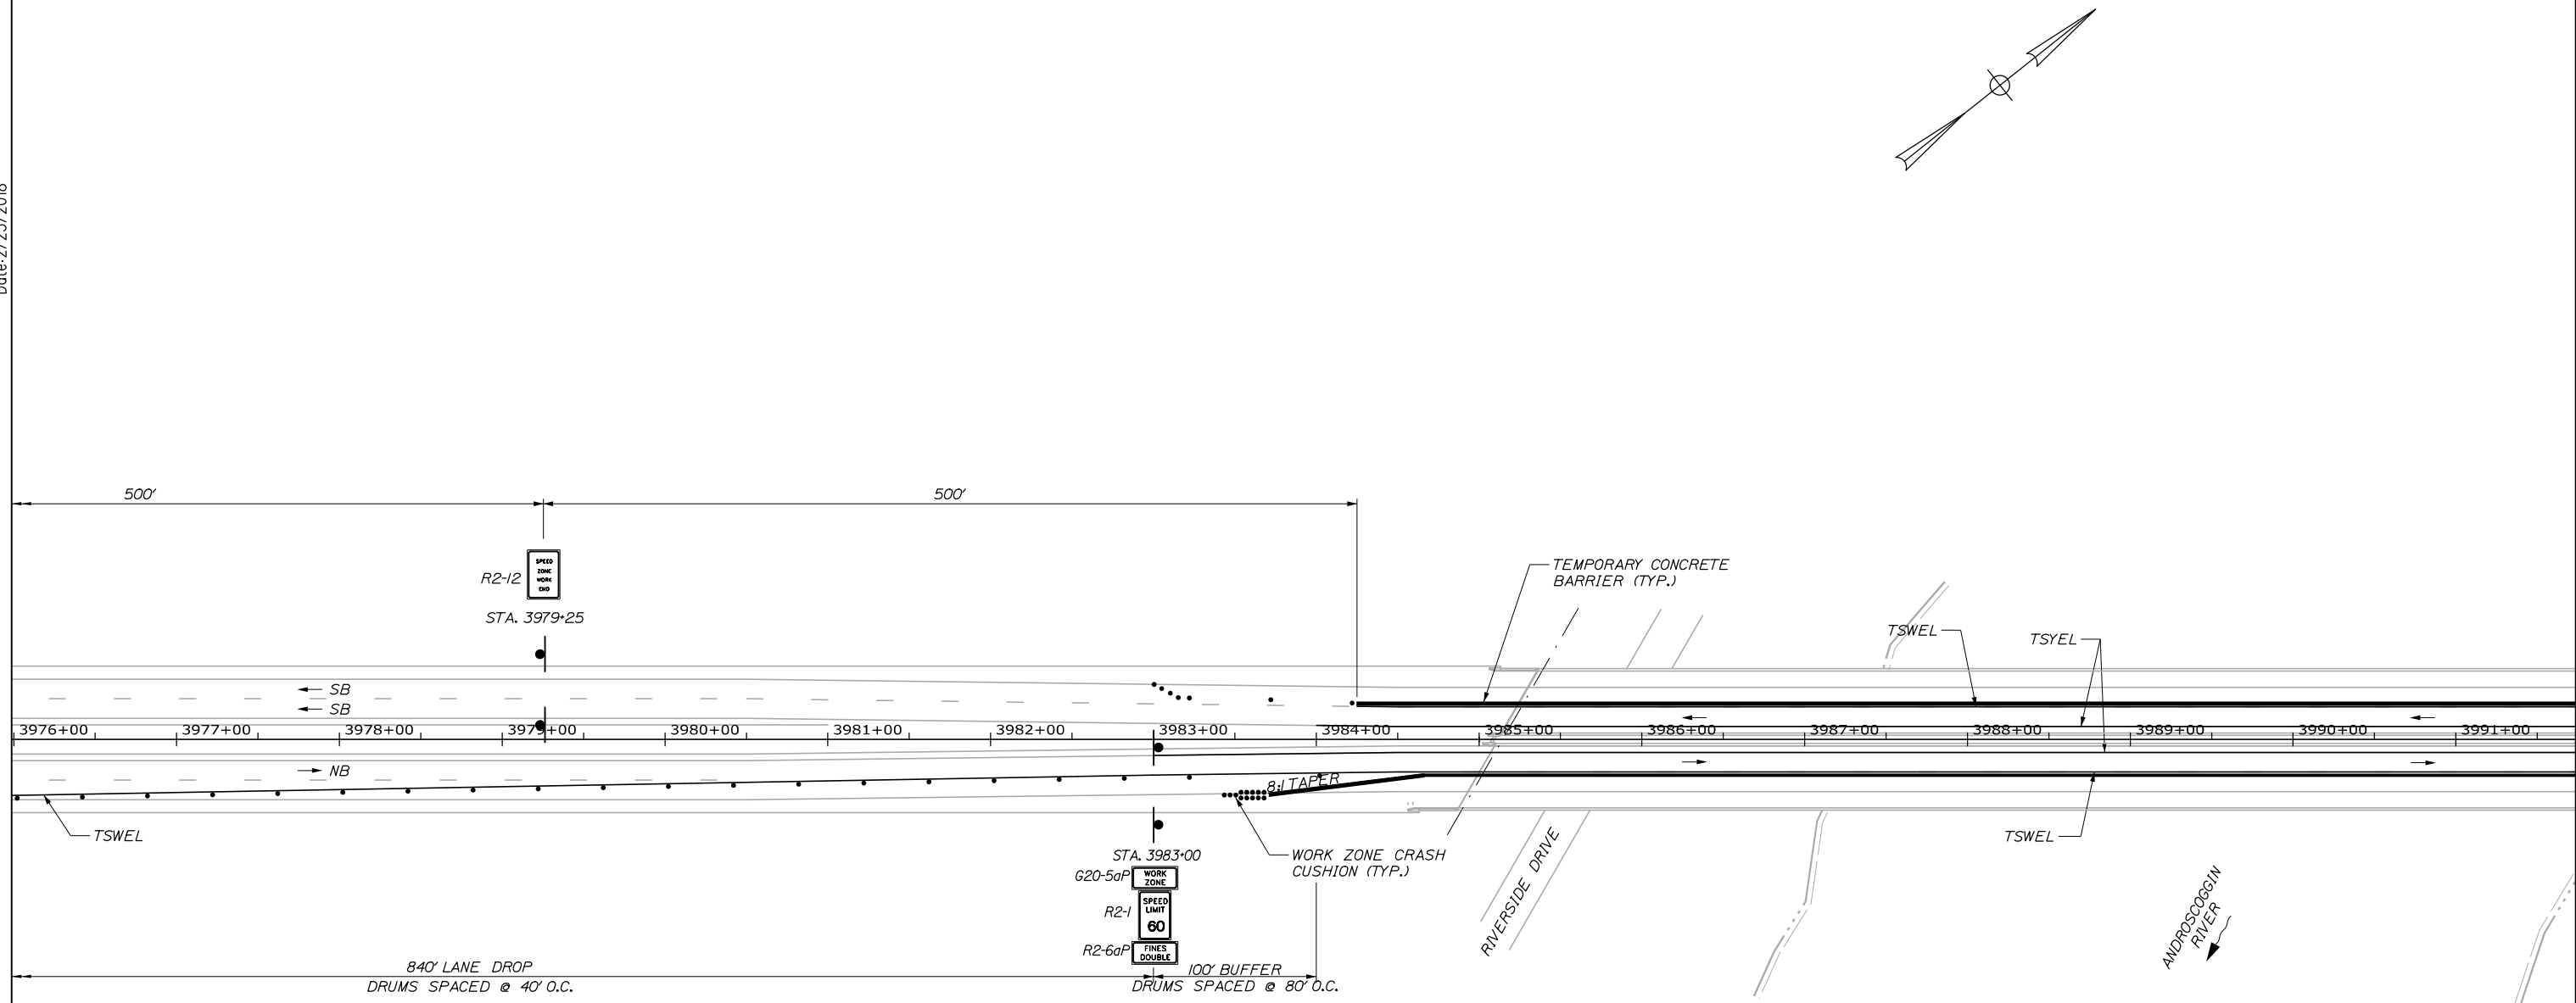 Date:2/23/2016
500'
500'
R2-12
SPEED
ZONE
WORK
END
STA. 3979+25
TEMPORARY CONCRETE
BARRIER (TYP.)
TSWEL
TSYEL
SB
SB
3976+00
3977+00
3978+00
3979+00
3980+00
3981+00
3982+00
3983+00
3984+00
3985+00
3986+00
3987+00
3988+00
3989+00
3990+00
3991+00
NB
8:1 TAPER
TSWEL
TSWEL
STA. 3983+00
WORK ZONE CRASH
CUSHION (TYP.)
G20-5aP
WORK
ZONE
R2-1
SPEED
LIMIT
60
R2-6aP
FINES
DOUBLE
RIVERSIDE DRIVE
ANDROSCOGGIN
RIVER
840' LANE DROP
DRUMS SPACED @ 40' O.C.
100' BUFFER
DRUMS SPACED @ 80' O.C.